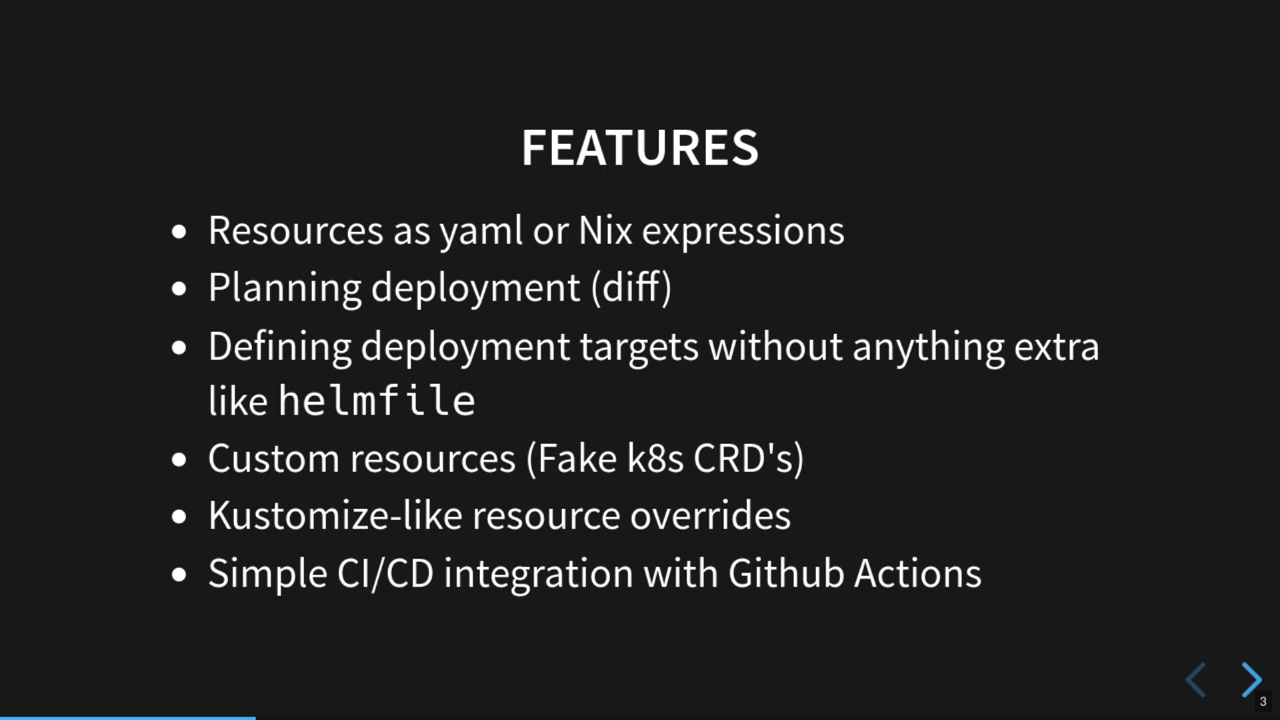 FEATURES
Resources as yaml or Nix expressions
Planning deployment (diff)
Defining deployment targets without anything extra
like helmfile
Custom resources (Fake k8s CRD's)
Kustomize-like resource overrides
Simple CI/CD integration with Github Actions
3